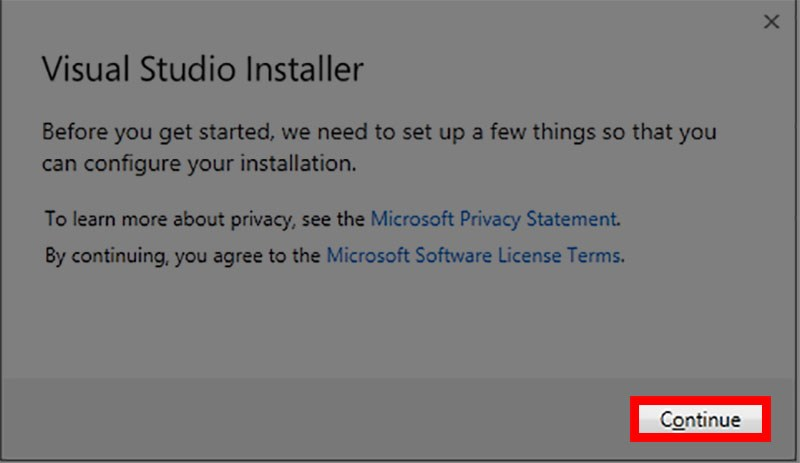 Visual Studio Installer
Before you get started, we need to set up a few things so that you
can configure your installation.
To learn more about privacy, see the Microsoft Privacy Statement.
By continuing, you agree to the Microsoft Software License Terms.
Continue